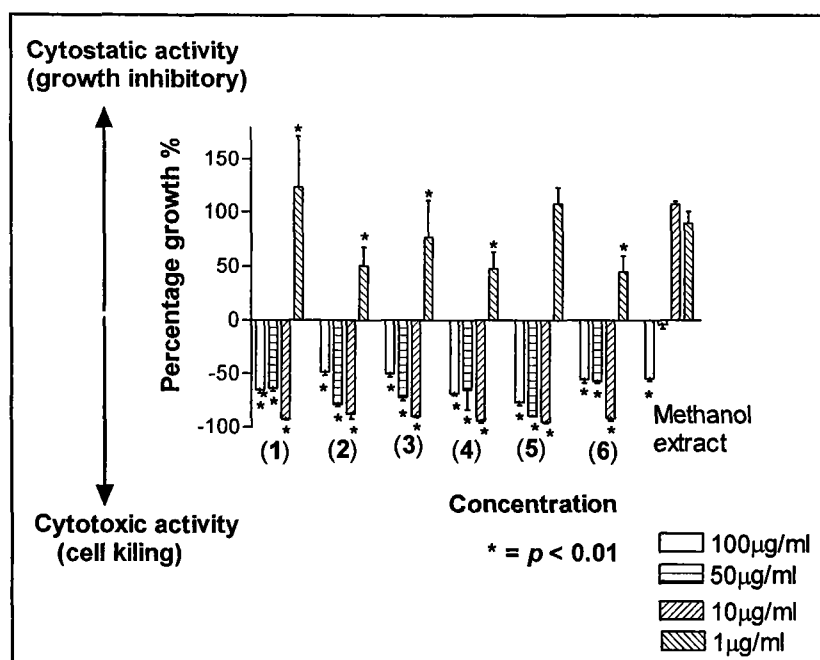 Cytostatic activity
(growth inhibitory)
Percentage growth %
150
100
50
0
-50
-100
* * * * * *
(1) (2) (3) (4) (5) (6)
Methanol
extract
Cytotoxic activity
(cell kiling)
Concentration
* = p < 0.01
100µg/ml
50µg/ml
10µg/ml
1µg/ml